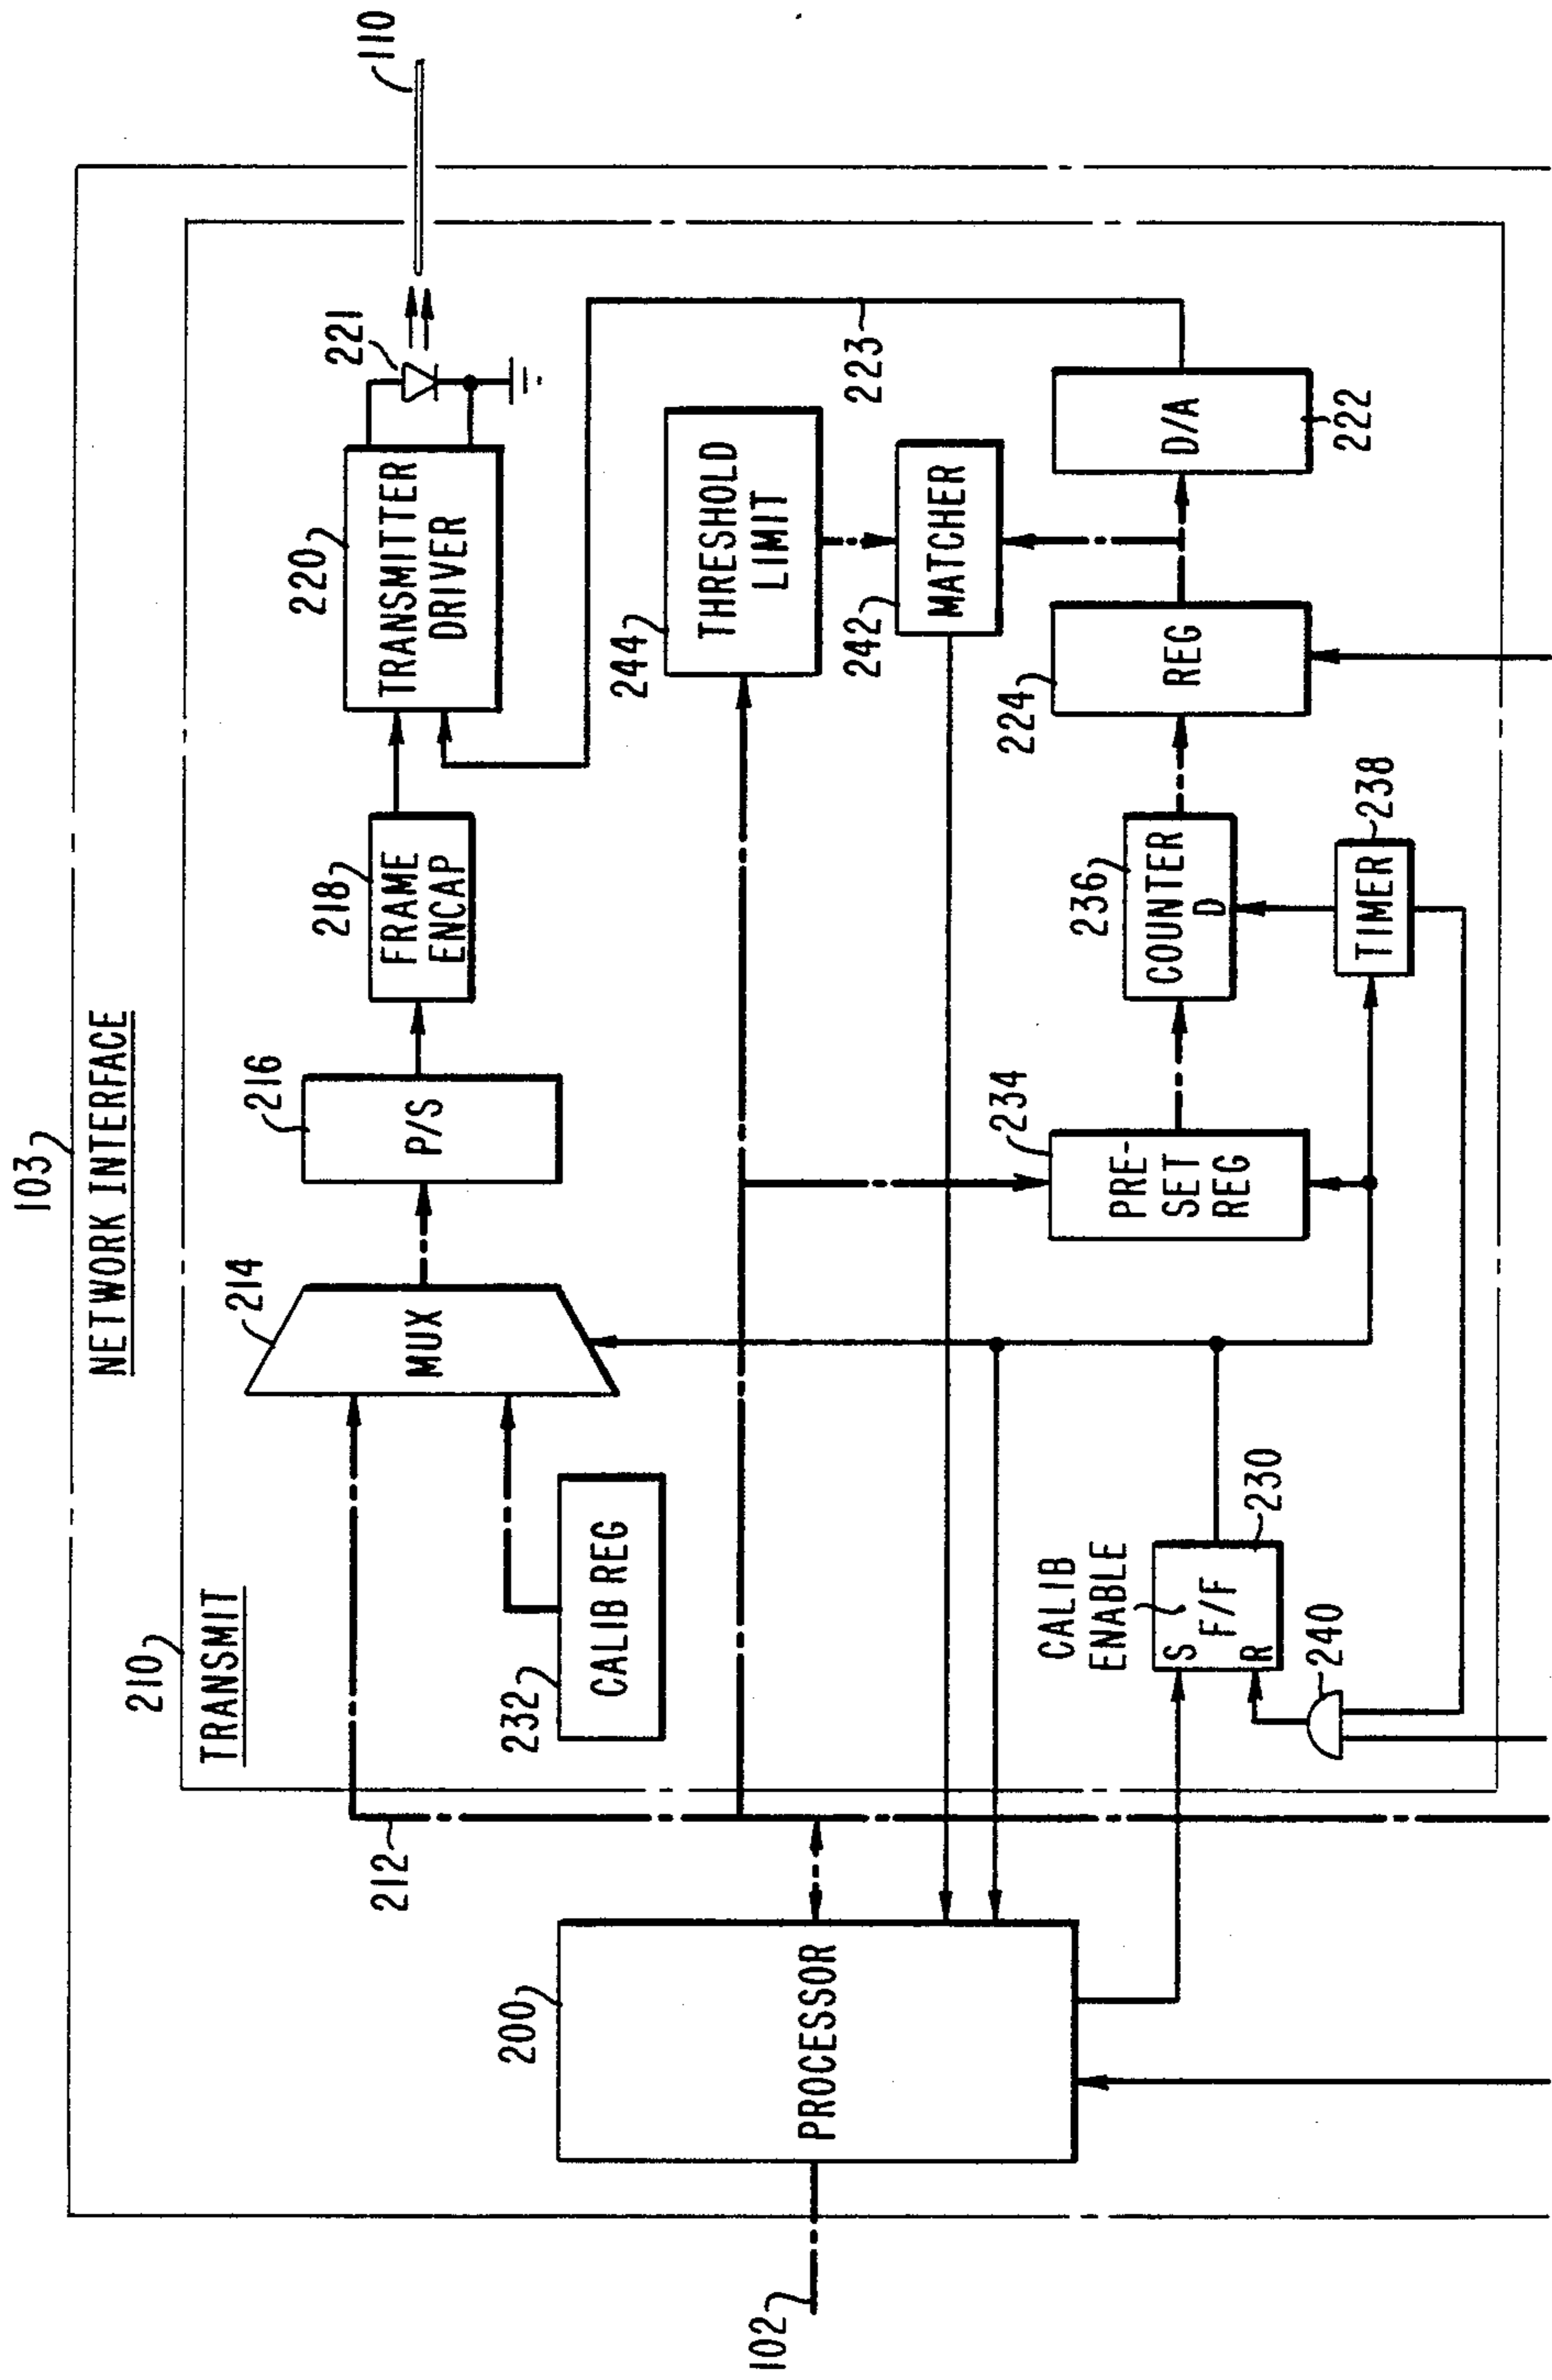 103
NETWORK INTERFACE
210
TRANSMIT
110
212
214
MUX
216
P/S
218
FRAME
ENCAP
220
TRANSMITTER
DRIVER
221
232
CALIB REG
244
THRESHOLD
LIMIT
200
PROCESSOR
102
242
MATCHER
223
CALIB
ENABLE
S
F/F
R
230
240
234
PRE-
SET
REG
236
COUNTER
D
224
REG
D/A
222
TIMER
238